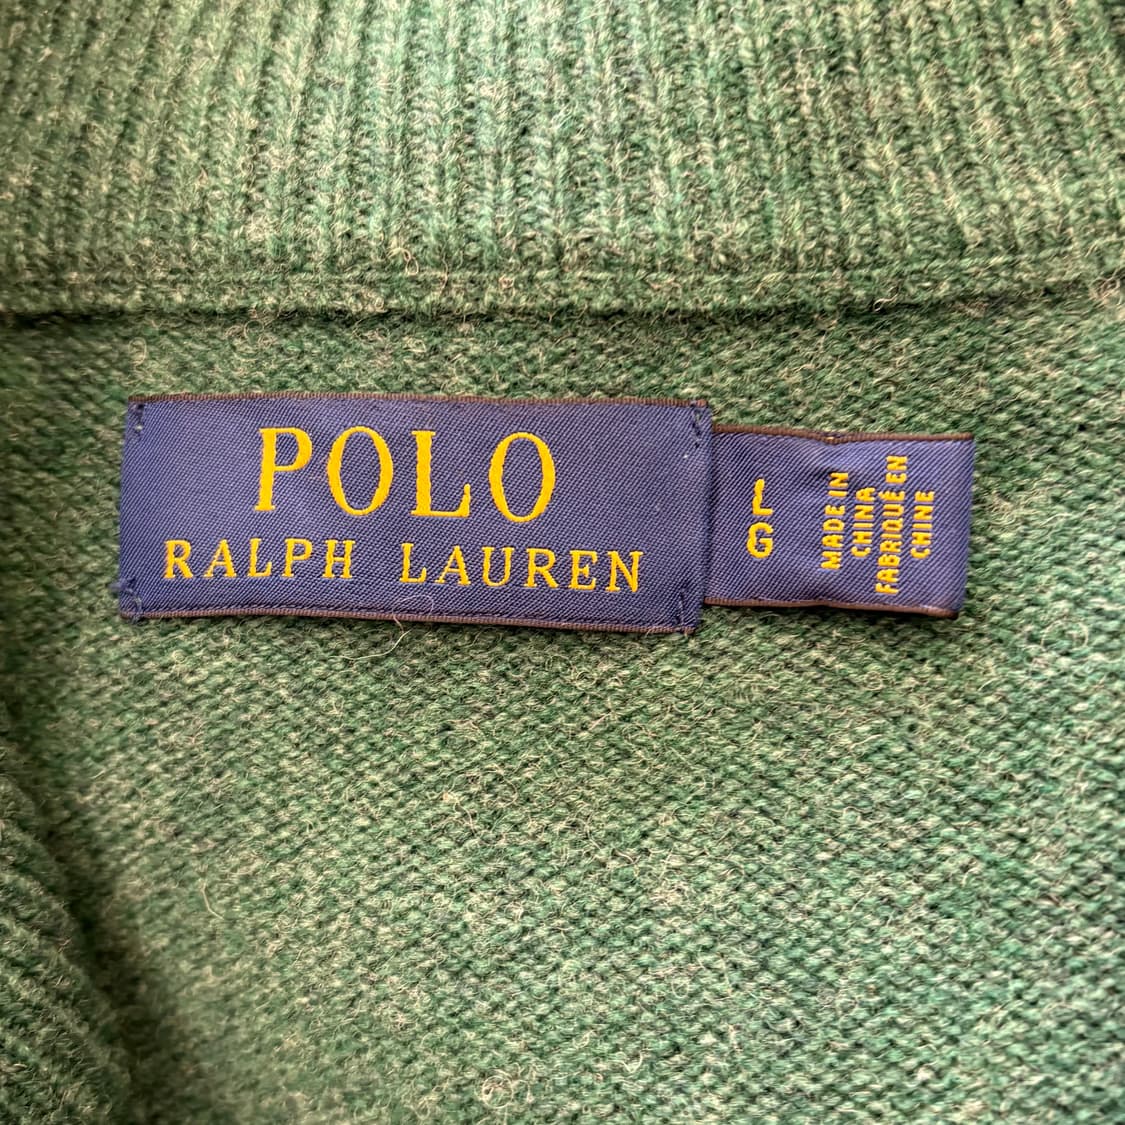 POLO
RALPH LAUREN
L
G
MADE IN
CHINA
FABRIQUÉ EN
CHINE